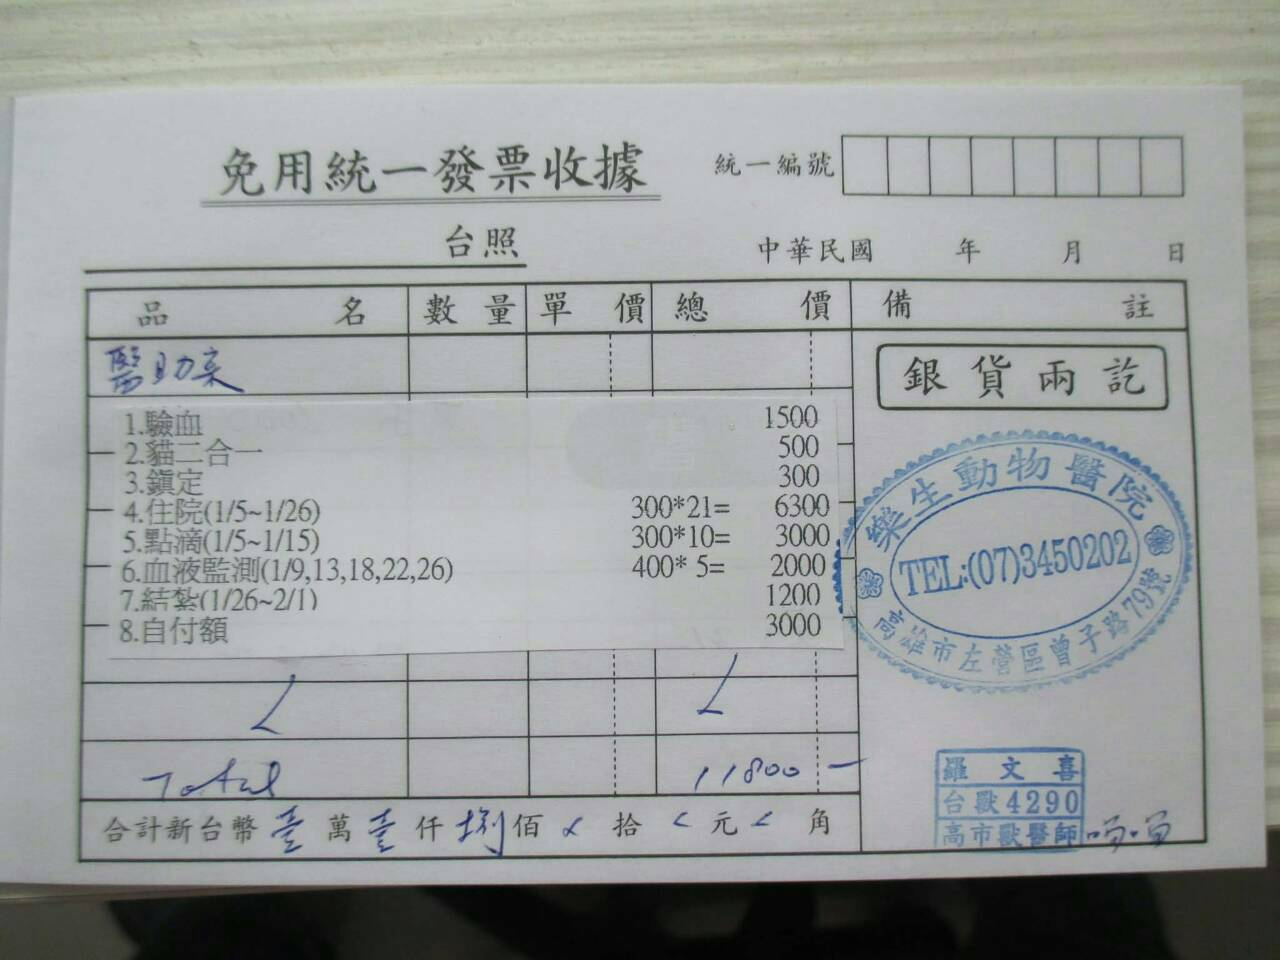 免用統一發票收據
統一編號
台照
中華民國 年 月 日
品名 數量 單價 總價 備註
銀貨兩訖
1.驗血 1500
2.貓二合一 500
3.鎮定 300
4.住院(1/5~1/26) 300*21= 6300
5.點滴(1/5~1/15) 300*10= 3000
6.血液監測(1/9,13,18,22,26) 400* 5= 2000
7.結紮(1/26~2/1) 1200
8.自付額 3000
樂生動物醫院
TEL:(07)3450202
高雄市左營區曾子路79號
Total 11800
合計新台幣壹萬壹仟捌佰 拾 元 角
羅文喜
台獸4290
高市獸醫師